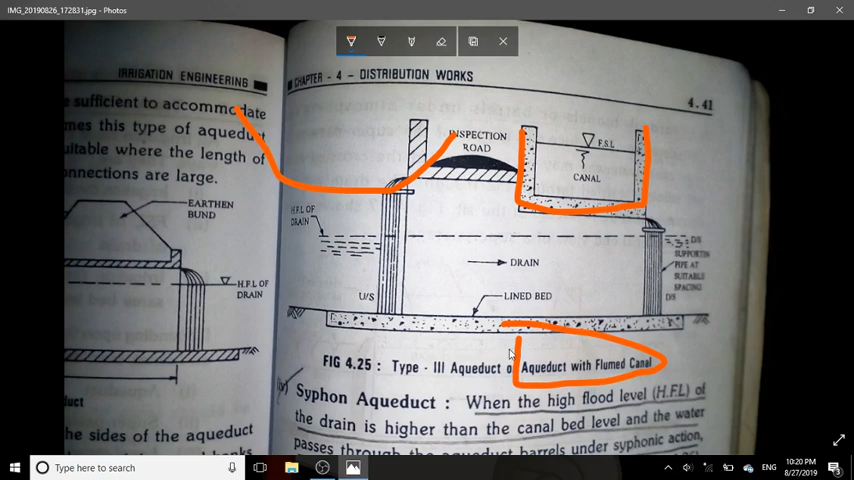 IMG_20190826_172831.jpg - Photos
IRRIGATION ENGINEERING
e sufficient to accommodate
mes this type of aqueduct
uitable where the length of
onnections are large.
EARTHEN
BUND
H.F.L OF
DRAIN
duct
he sides of the aqueduct
CHAPTER - 4 - DISTRIBUTION WORKS
4.41
INSPECTION
ROAD
F.S.L
CANAL
H.F.L OF
DRAIN
DRAIN
D/S
SUPPORTING
PIPE AT
SUITABLE
SPACING
U/S
LINED BED
D/S
FIG 4.25 : Type - III Aqueduct or Aqueduct with Flumed Canal
(iv) Syphon Aqueduct : When the high flood level (H.F.L) of
the drain is higher than the canal bed level and the water
passes through the aqueduct barrels under syphonic action,
Type here to search
ENG
10:20 PM
8/27/2019
3